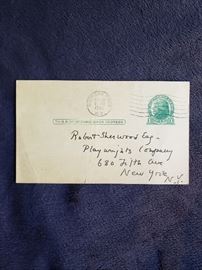 THIS SIDE OF CARD IS FOR ADDRESS
Robert Sherwood Esq-
Playwrights Company
630 Fifth Ave
New York
N.Y.